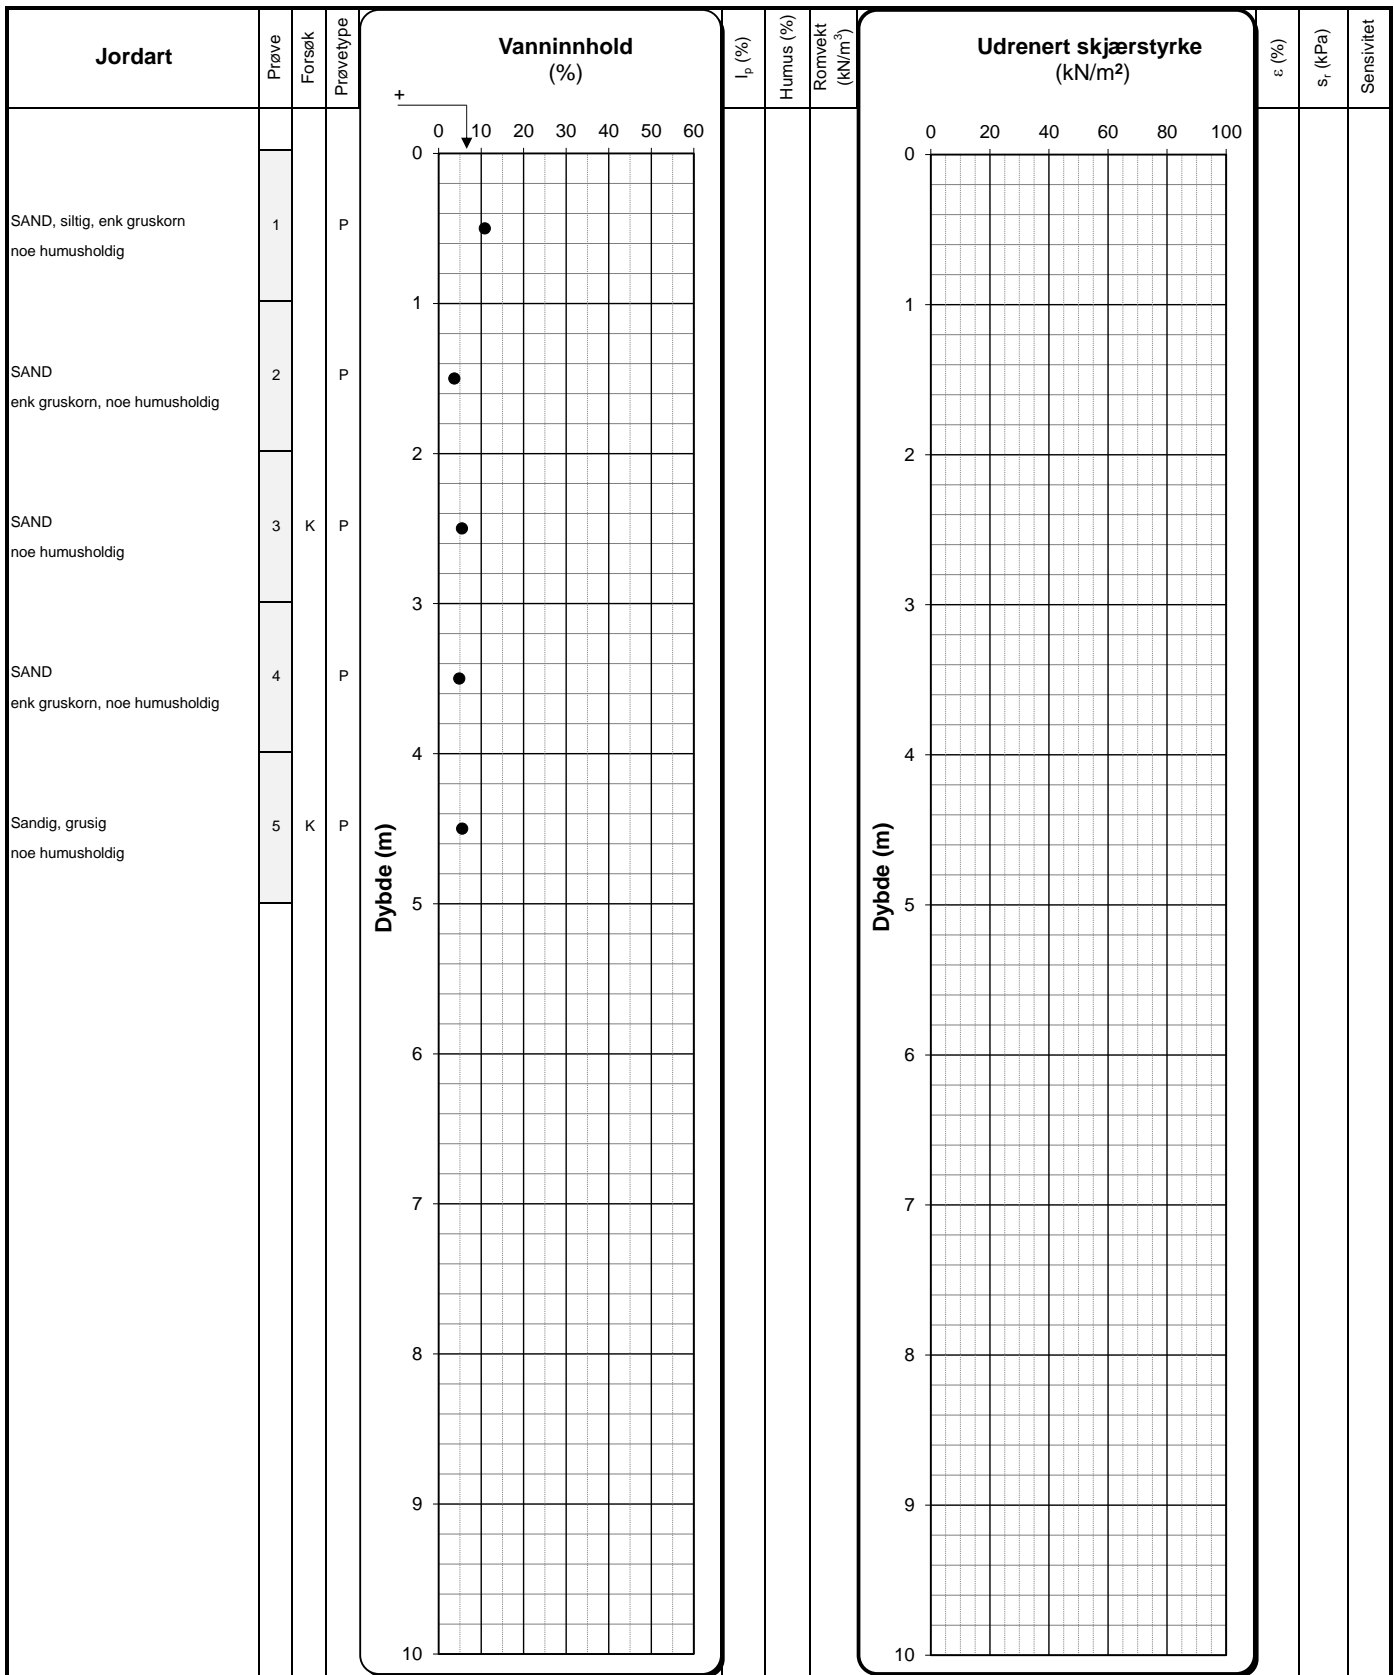 Jordart
Prøve
Forsøk
Prøvetype
Vanninnhold
(%)
+
I_p (%)
Humus (%)
Romvekt
(kN/m³)
Udrenert skjærstyrke
(kN/m²)
ε (%)
s_r (kPa)
Sensivitet
0 10 20 30 40 50 60
0 20 40 60 80 100
SAND, siltig, enk gruskorn
noe humusholdig
1 P
SAND
enk gruskorn, noe humusholdig
2 P
SAND
noe humusholdig
3 K P
SAND
enk gruskorn, noe humusholdig
4 P
Sandig, grusig
noe humusholdig
5 K P
Dybde (m)
0
1
2
3
4
5
6
7
8
9
10
Dybde (m)
0
1
2
3
4
5
6
7
8
9
10